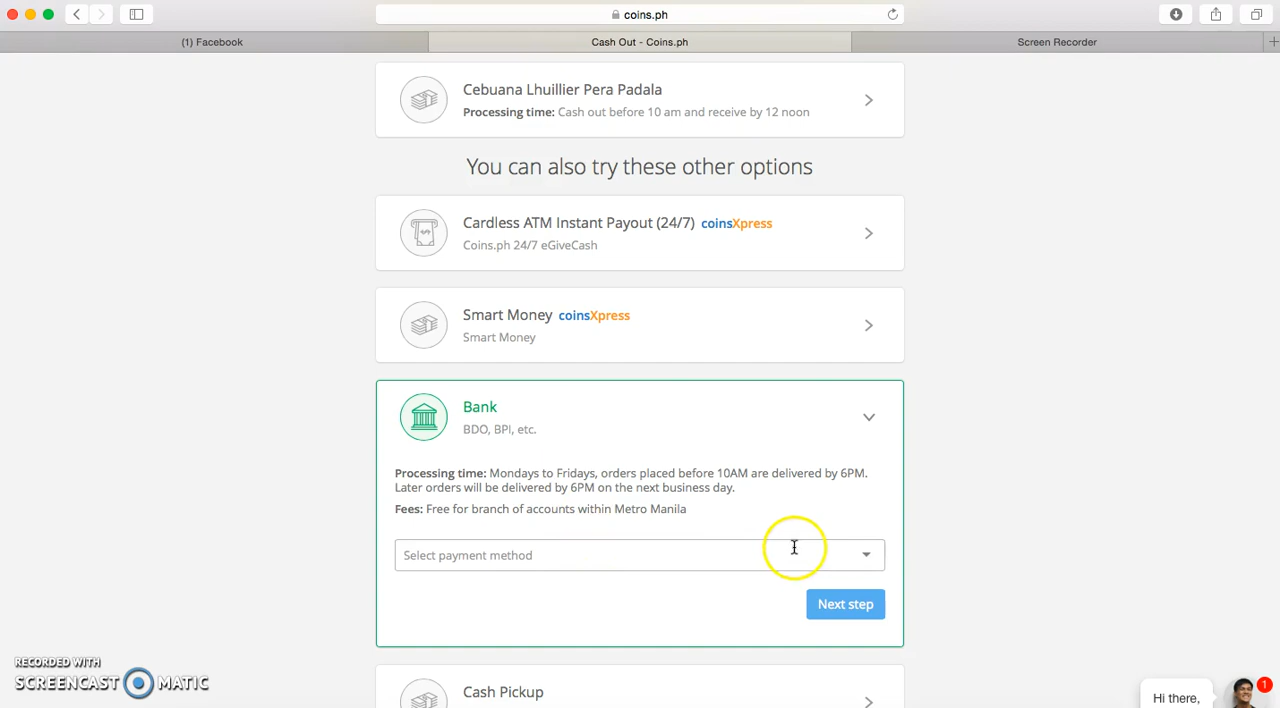 coins.ph
(1) Facebook
Cash Out - Coins.ph
Screen Recorder
Cebuana Lhuillier Pera Padala
Processing time: Cash out before 10 am and receive by 12 noon
You can also try these other options
Cardless ATM Instant Payout (24/7) coinsXpress
Coins.ph 24/7 eGiveCash
Smart Money coinsXpress
Smart Money
Bank
BDO, BPI, etc.
Processing time: Mondays to Fridays, orders placed before 10AM are delivered by 6PM.
Later orders will be delivered by 6PM on the next business day.
Fees: Free for branch of accounts within Metro Manila
Select payment method
Next step
Cash Pickup
RECORDED WITH
SCREENCAST MATIC
Hi there,
1